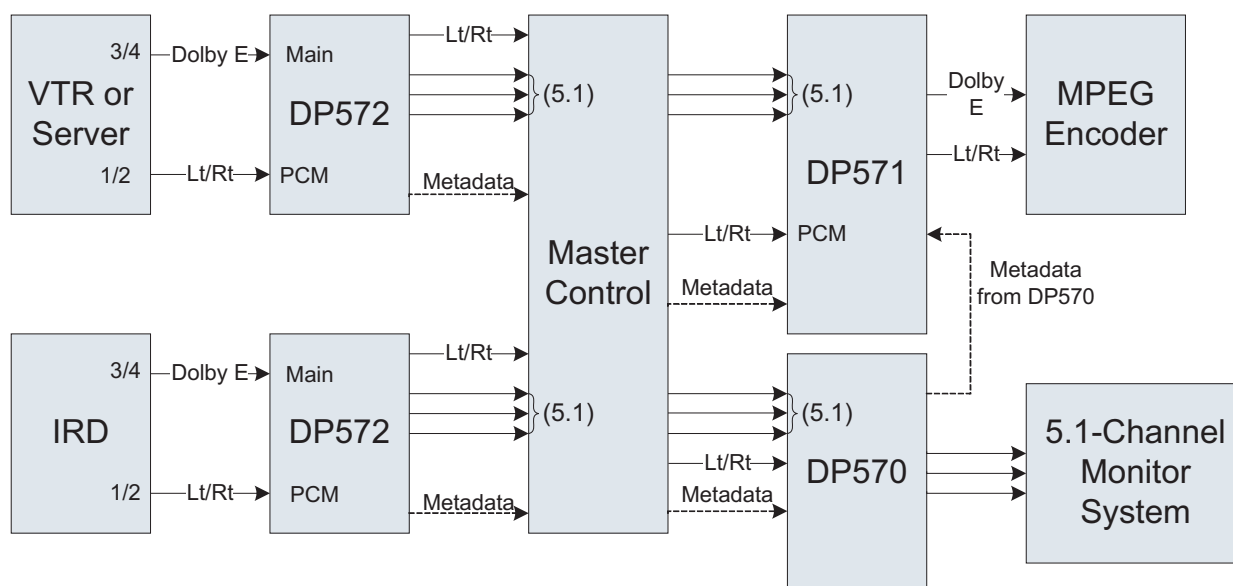 3/4
Dolby E
VTR or
Server
1/2
Lt/Rt
Main
DP572
PCM
Lt/Rt
(5.1)
Metadata
Master
Control
(5.1)
DP571
Lt/Rt
PCM
Metadata
Dolby
E
Lt/Rt
MPEG
Encoder
Metadata
from DP570
3/4
Dolby E
IRD
1/2
Lt/Rt
Main
DP572
PCM
Lt/Rt
(5.1)
Metadata
(5.1)
Lt/Rt
DP570
Metadata
5.1-Channel
Monitor
System